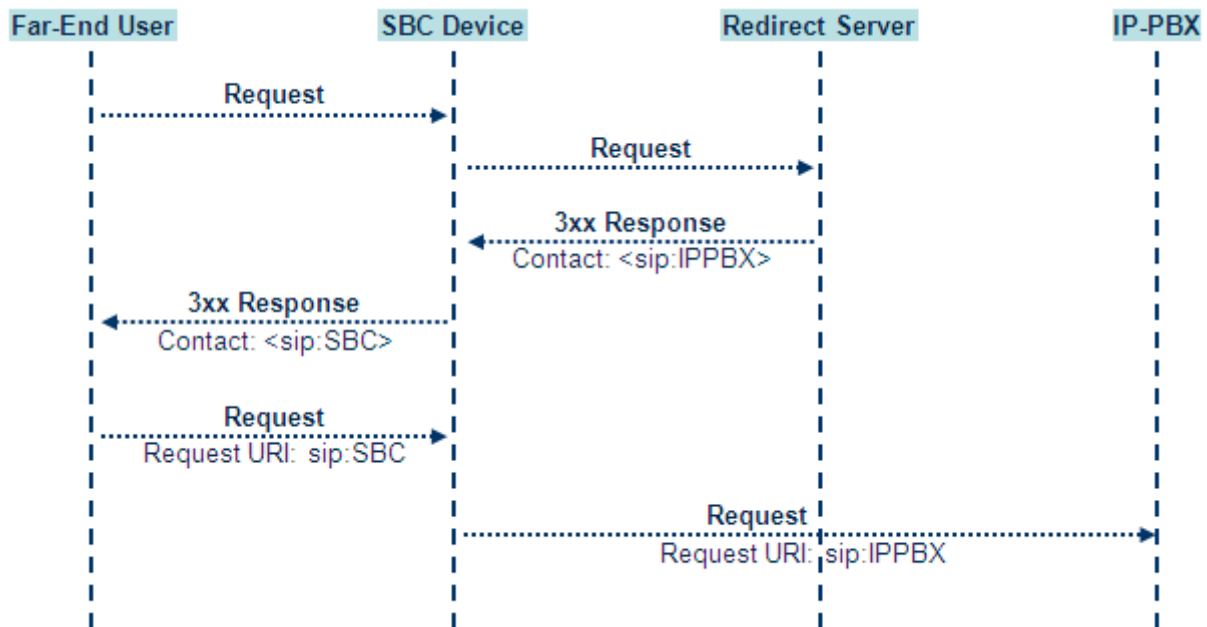 Far-End User
SBC Device
Redirect Server
IP-PBX
Request
Request
3xx Response
Contact: <sip:IPPBX>
3xx Response
Contact: <sip:SBC>
Request
Request URI: sip:SBC
Request
Request URI: sip:IPPBX